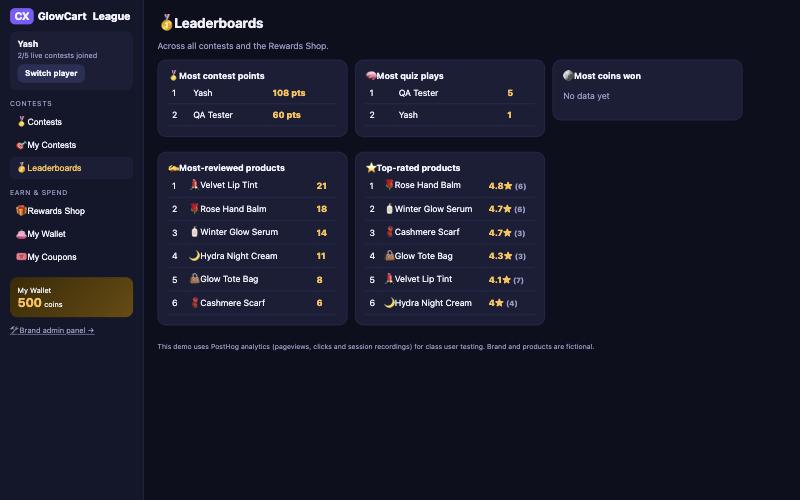 CX GlowCart League
Yash
2/5 live contests joined
Switch player
CONTESTS
Contests
My Contests
Leaderboards
EARN & SPEND
Rewards Shop
My Wallet
My Coupons
My Wallet
500 coins
Brand admin panel →
Leaderboards
Across all contests and the Rewards Shop.
Most contest points
1 Yash 108 pts
2 QA Tester 60 pts
Most quiz plays
1 QA Tester 5
2 Yash 1
Most coins won
No data yet
Most-reviewed products
1 Velvet Lip Tint 21
2 Rose Hand Balm 18
3 Winter Glow Serum 14
4 Hydra Night Cream 11
5 Glow Tote Bag 8
6 Cashmere Scarf 6
Top-rated products
1 Rose Hand Balm 4.8⭐ (6)
2 Winter Glow Serum 4.7⭐ (6)
3 Cashmere Scarf 4.7⭐ (3)
4 Glow Tote Bag 4.3⭐ (3)
5 Velvet Lip Tint 4.1⭐ (7)
6 Hydra Night Cream 4⭐ (4)
This demo uses PostHog analytics (pageviews, clicks and session recordings) for class user testing. Brand and products are fictional.